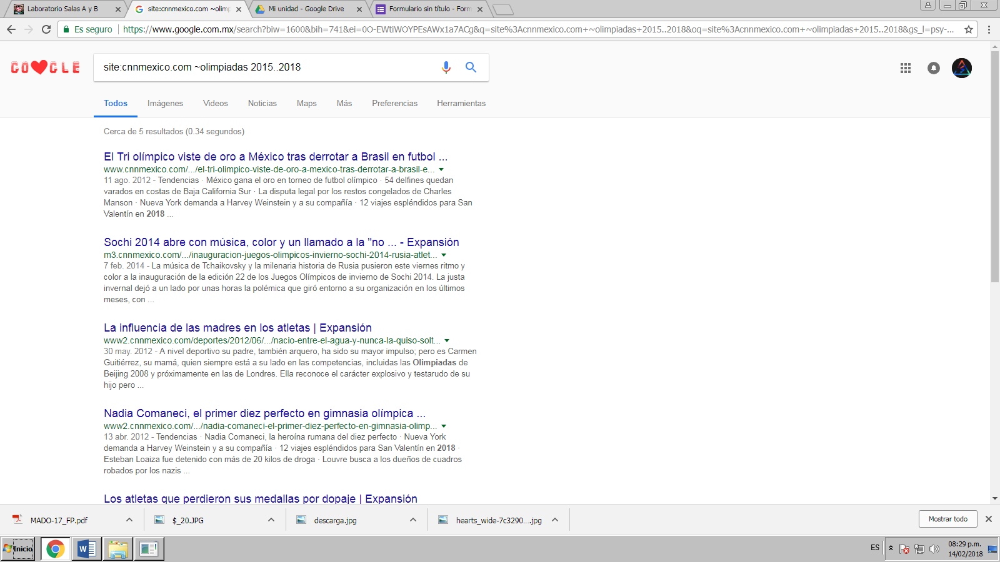 Laboratorio Salas A y B
site:cnnmexico.com ~olimp
Mi unidad - Google Drive
Formulario sin título - Form
Es seguro
https://www.google.com.mx/search?biw=1600&bih=741&ei=0O-EWtiWOYPEsAWx1a7ACg&q=site%3Acnnmexico.com+~olimpiadas+2015..2018&oq=site%3Acnnmexico.com+~olimpiadas+2015..2018&gs_l=psy-...
GO GLE
site:cnnmexico.com ~olimpiadas 2015..2018
Todos Imágenes Videos Noticias Maps Más Preferencias Herramientas
Cerca de 5 resultados (0.34 segundos)
El Tri olímpico viste de oro a México tras derrotar a Brasil en futbol ...
www.cnnmexico.com/.../el-tri-olimpico-viste-de-oro-a-mexico-tras-derrotar-a-brasil-e...
11 ago. 2012 - Tendencias · México gana el oro en torneo de futbol olímpico · 54 delfines quedan
varados en costas de Baja California Sur · La disputa legal por los restos congelados de Charles
Manson · Nueva York demanda a Harvey Weinstein y a su compañía · 12 viajes espléndidos para San
Valentín en 2018 ...
Sochi 2014 abre con música, color y un llamado a la "no ... - Expansión
m3.cnnmexico.com/.../inauguracion-juegos-olimpicos-invierno-sochi-2014-rusia-atlet...
7 feb. 2014 - La música de Tchaikovsky y la milenaria historia de Rusia pusieron este viernes ritmo y
color a la inauguración de la edición 22 de los Juegos Olímpicos de invierno de Sochi 2014. La justa
invernal dejó a un lado por unas horas la polémica que giró entorno a su organización en los últimos
meses, con ...
La influencia de las madres en los atletas | Expansión
www2.cnnmexico.com/deportes/2012/06/.../nacio-entre-el-agua-y-nunca-la-quiso-solt...
30 may. 2012 - A nivel deportivo su padre, también arquero, ha sido su mayor impulso; pero es Carmen
Guitiérrez, su mamá, quien siempre está a su lado en las competencias, incluidas las Olimpiadas de
Beijing 2008 y próximamente en las de Londres. Ella reconoce el carácter explosivo y testarudo de su
hijo pero ...
Nadia Comaneci, el primer diez perfecto en gimnasia olímpica ...
www2.cnnmexico.com/.../nadia-comaneci-el-primer-diez-perfecto-en-gimnasia-olimp...
13 abr. 2012 - Tendencias · Nadia Comaneci, la heroína rumana del diez perfecto · Nueva York
demanda a Harvey Weinstein y a su compañía · 12 viajes espléndidos para San Valentín en 2018 ·
Esteban Loaiza fue detenido con más de 20 kilos de droga · Louvre busca a los dueños de cuadros
robados por los nazis ...
Los atletas que perdieron sus medallas por dopaje | Expansión
MADO-17_FP.pdf
$_20.JPG
descarga.jpg
hearts_wide-7c3290....jpg
Mostrar todo
Inicio
ES
08:29 p.m.
14/02/2018